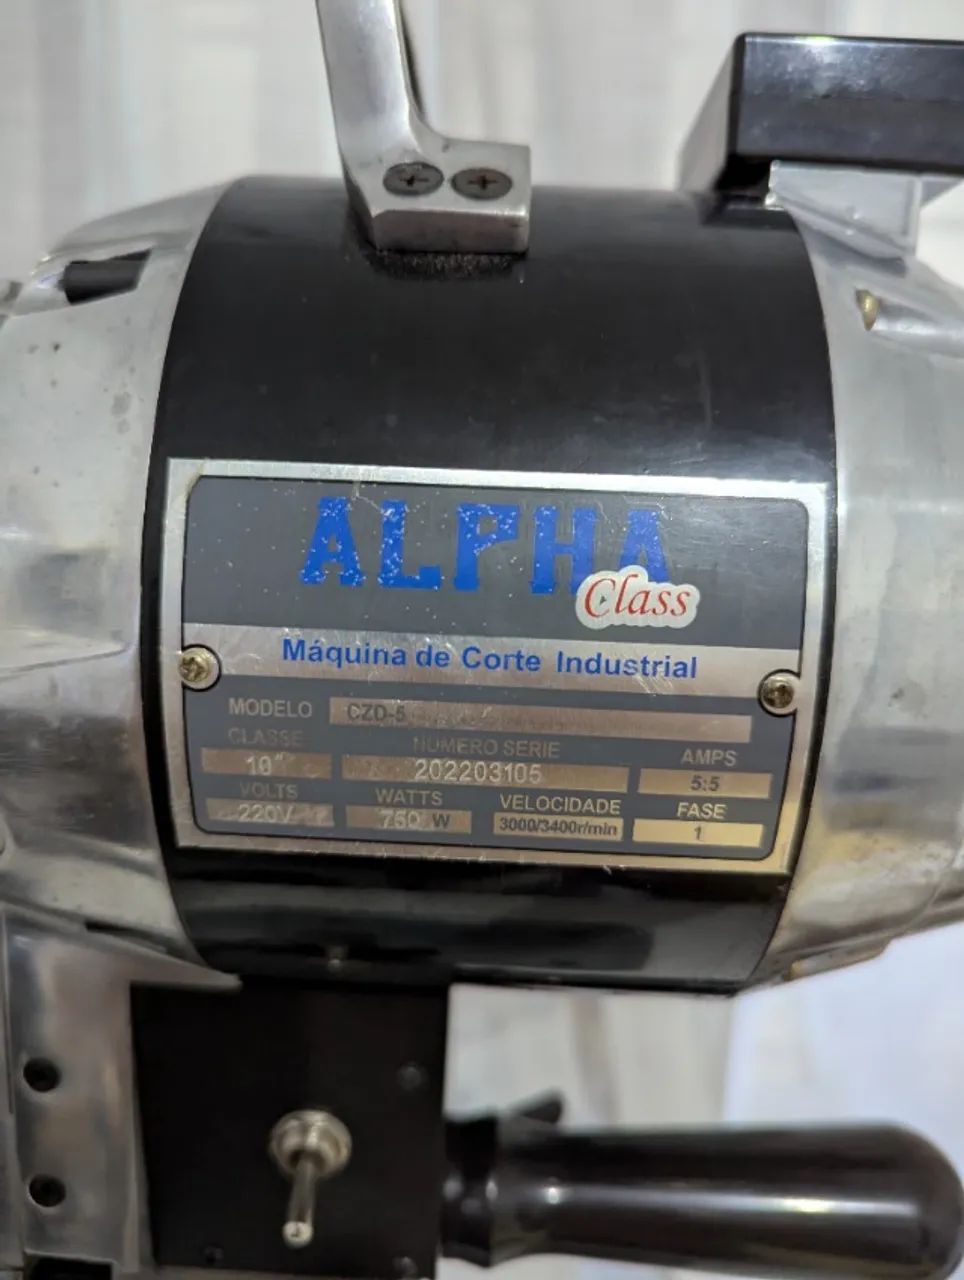 ALPHA
Class
Máquina de Corte Industrial
MODELO CZD-5
CLASSE NUMERO SERIE AMPS
10" 202203105 5:5
VOLTS WATTS VELOCIDADE FASE
220V 750 W 3000/3400r/min 1